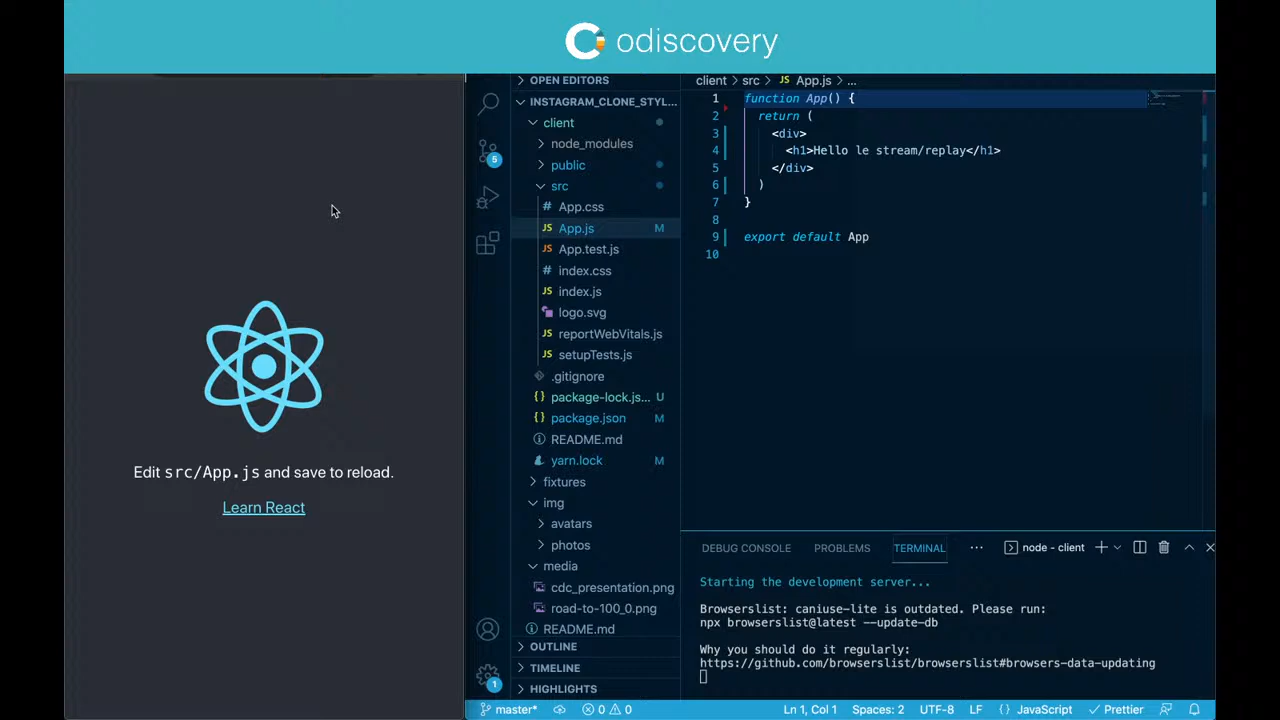 odiscovery
Edit src/App.js and save to reload.
Learn React
OPEN EDITORS
INSTAGRAM_CLONE_STYL...
client
node_modules
public
src
# App.css
JS App.js M
JS App.test.js
# index.css
JS index.js
logo.svg
JS reportWebVitals.js
JS setupTests.js
.gitignore
{} package-lock.js... U
{} package.json M
README.md
yarn.lock M
fixtures
img
avatars
photos
media
cdc_presentation.png
road-to-100_0.png
README.md
OUTLINE
TIMELINE
HIGHLIGHTS
5
1
client > src > JS App.js > ...
1 function App() {
2 return (
3 <div>
4 <h1>Hello le stream/replay</h1>
5 </div>
6 )
7 }
8
9 export default App
10
DEBUG CONSOLE PROBLEMS TERMINAL ... node - client
Starting the development server...
Browserslist: caniuse-lite is outdated. Please run:
npx browserslist@latest --update-db
Why you should do it regularly:
https://github.com/browserslist/browserslist#browsers-data-updating
master* 0 0 Ln 1, Col 1 Spaces: 2 UTF-8 LF {} JavaScript Prettier